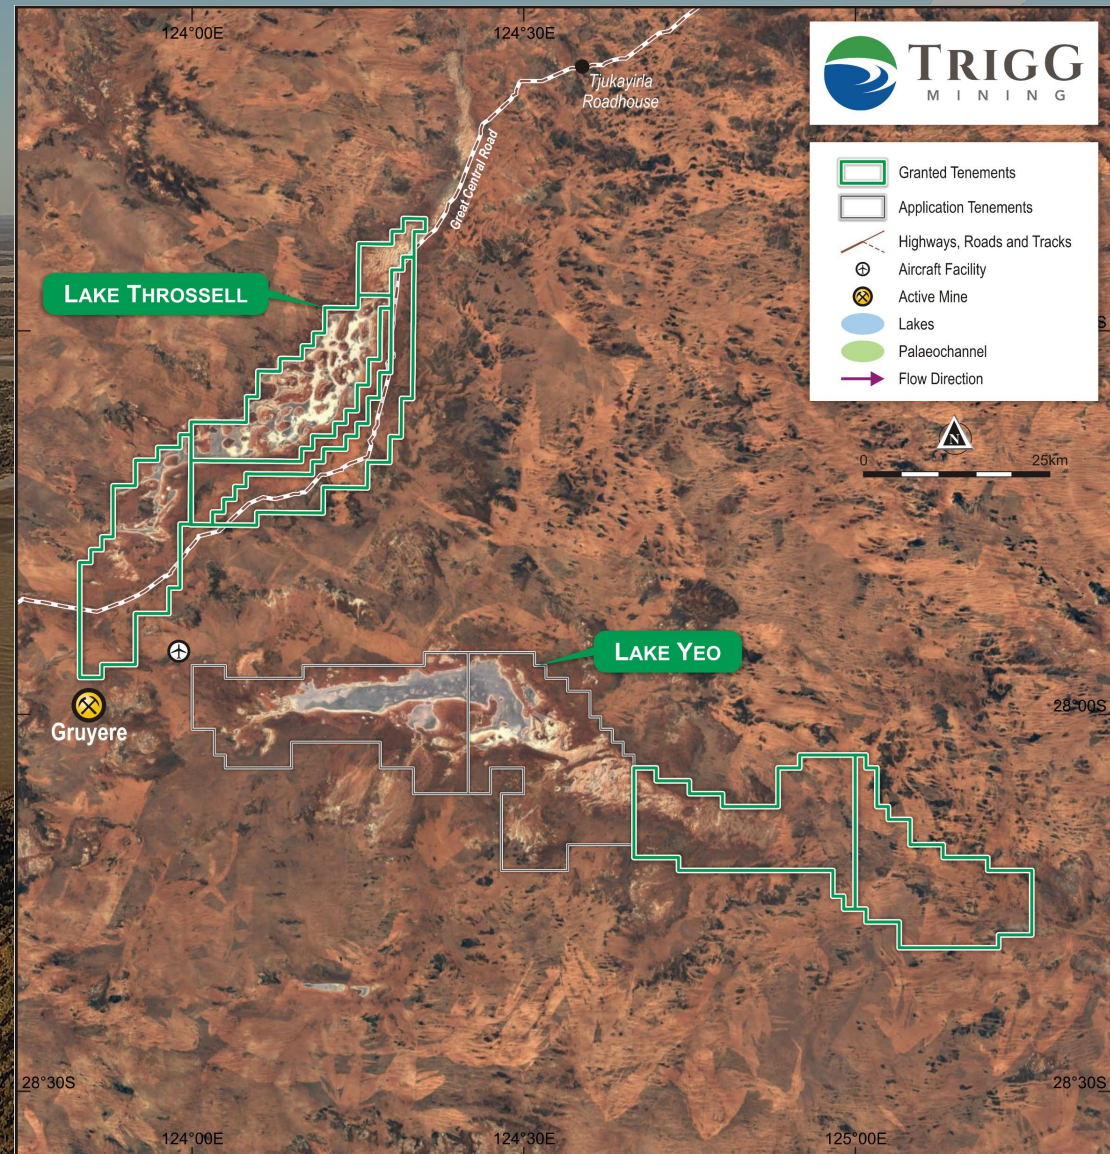 124°00E
124°30E
TRIGG
MINING
Tjukayirla
Roadhouse
Great Central Road
Granted Tenements
Application Tenements
Highways, Roads and Tracks
Aircraft Facility
Active Mine
Lakes
Palaeochannel
Flow Direction
LAKE THROSSELL
S
N
0
25km
LAKE YEO
28°00S
Gruyere
28°30S
28°30S
124°00E
124°30E
125°00E